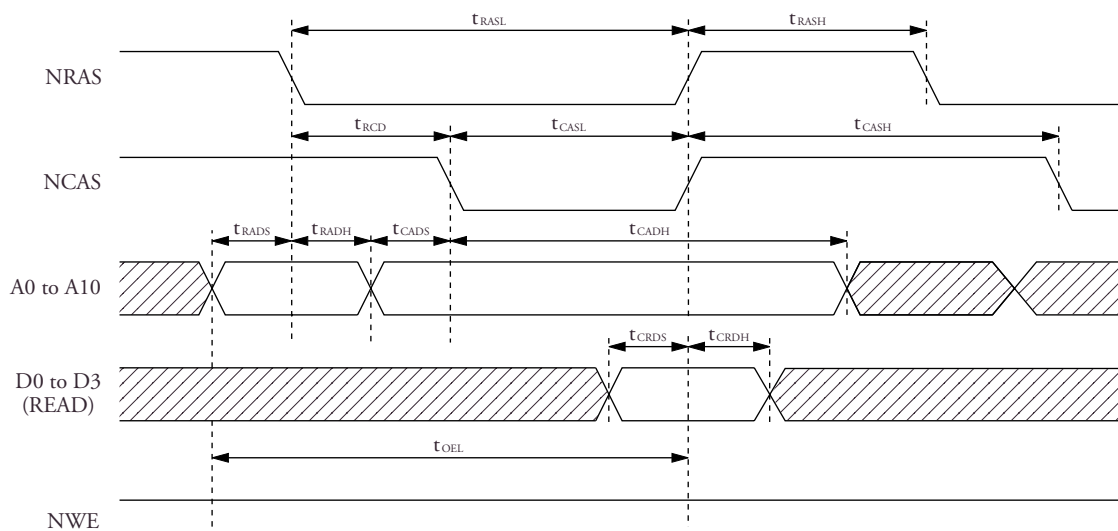 tRASL tRASH
NRAS
tRCD tCASL tCASH
NCAS
tRADS tRADH tCADS tCADH
A0 to A10
tCRDS tCRDH
D0 to D3
(READ)
tOEL
NWE